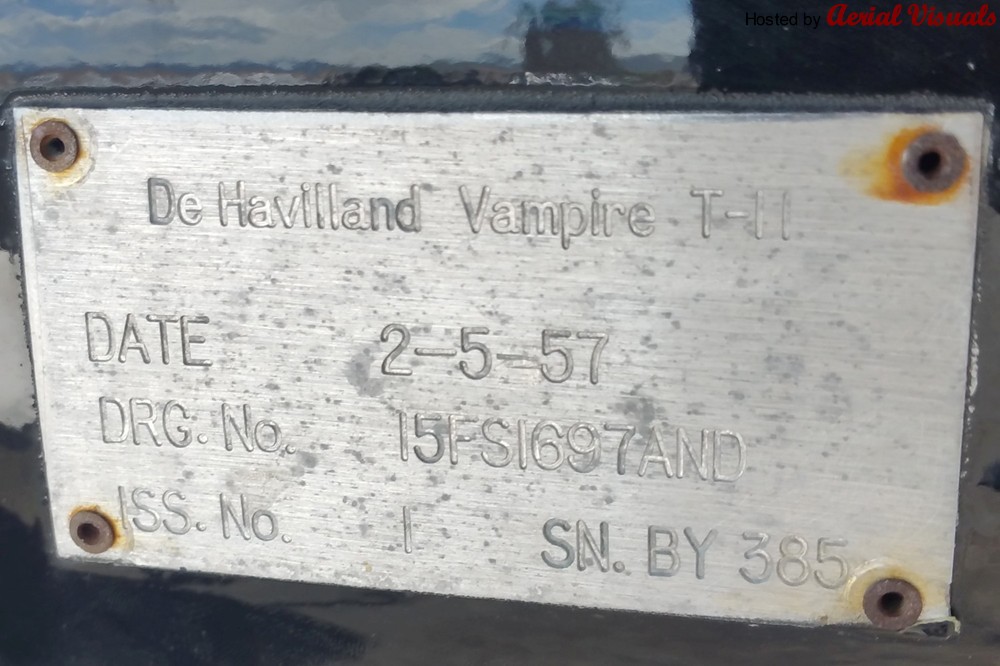 Hosted by Aerial Visuals
De Havilland Vampire T-11
DATE 2-5-57
DRG. No. 15FS1697AND
ISS. No. 1 SN. BY 385